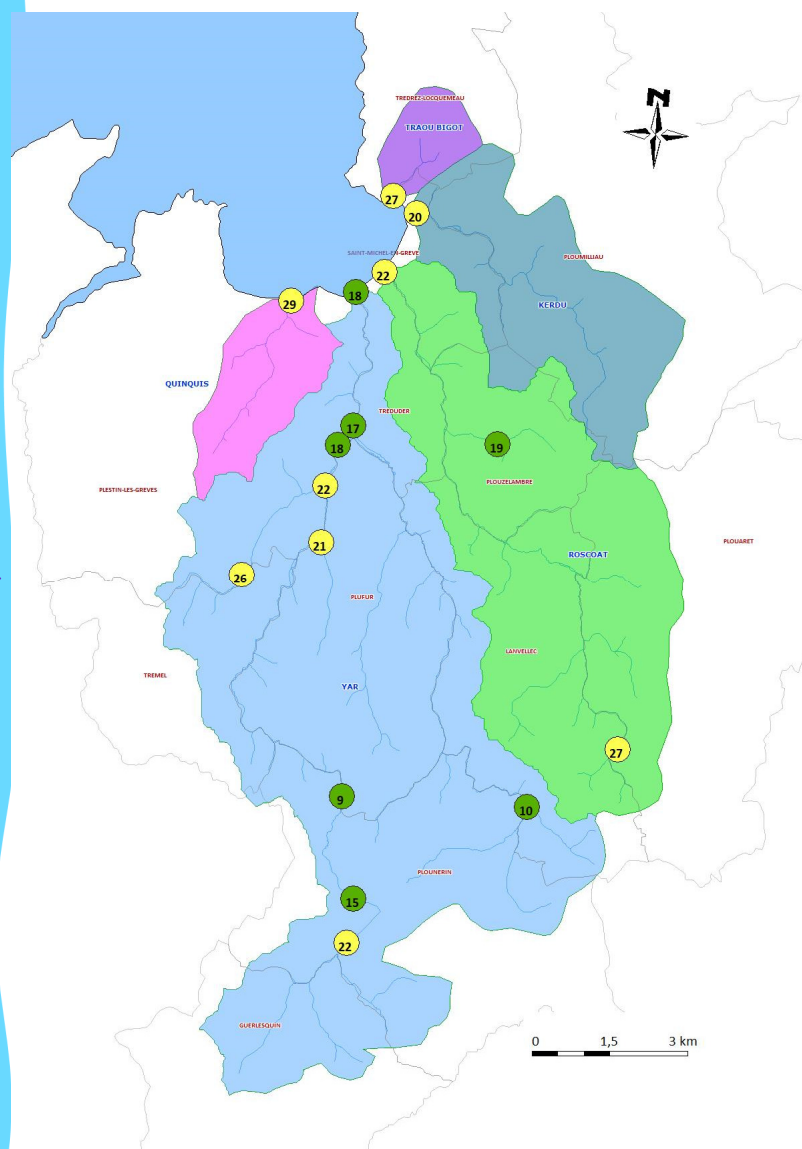 N
TREDREZ-LOCQUEMEAU
TRAOU BIGOT
27
20
SAINT-MICHEL-EN-GREVE
PLOUMILLIAU
22
18
29
KERDU
QUINQUIS
TREDUDER
17
18
19
22
PLOUZELAMBRE
PLESTIN-LES-GREVES
21
PLOUARET
ROSCOAT
26
PLUFUR
LANVELLEC
TREMEL
YAR
27
9
10
PLOUNERIN
15
22
GUERLESQUIN
0 1,5 3 km